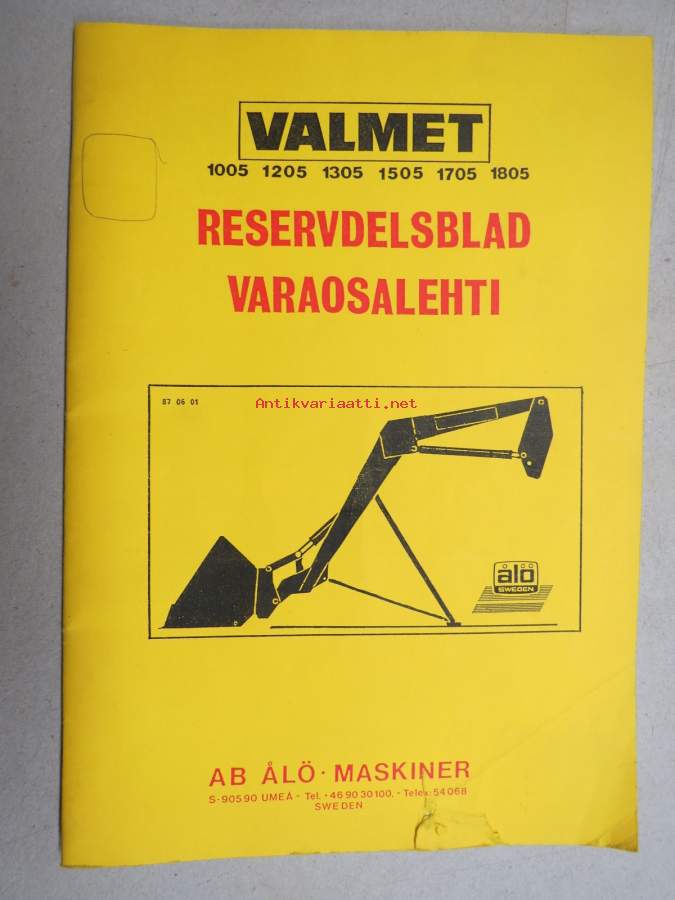 VALMET
1005 1205 1305 1505 1705 1805
RESERVDELSBLAD
VARAOSALEHTI
87 06 01
Antikvariaatti.net
ålö
SWEDEN
AB ÅLÖ · MASKINER
S-905 90 UMEÅ - Tel. ·46 90 30 100, - Telex: 54 068
SWEDEN